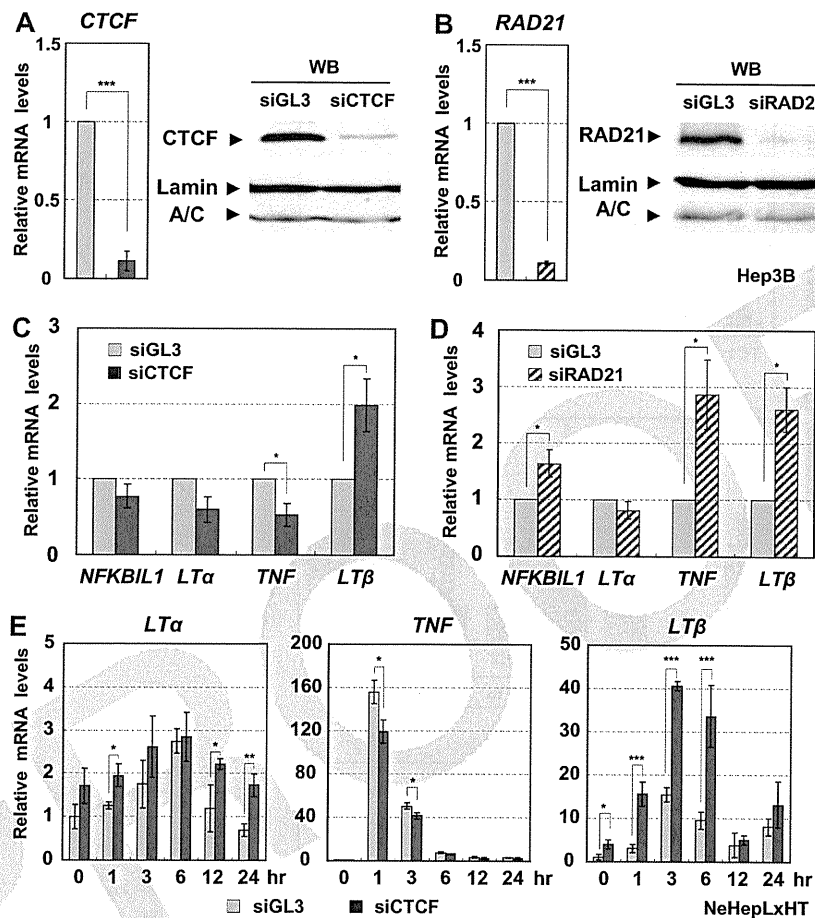 A
CTCF
Relative mRNA levels
1.5
1
0.5
0
***
WB
siGL3 siCTCF
CTCF
Lamin
A/C
B
RAD21
1.5
1
0.5
0
***
WB
siGL3 siRAD2
RAD21
Lamin
A/C
Hep3B
C
Relative mRNA levels
3
2
1
0
siGL3
siCTCF
*
*
NFKBIL1 LTα TNF LTβ
D
Relative mRNA levels
4
3
2
1
0
siGL3
siRAD21
*
*
*
NFKBIL1 LTα TNF LTβ
E
Relative mRNA levels
LTα
5
4
3
2
1
0
*
*
**
0 1 3 6 12 24 hr
TNF
200
160
120
80
40
0
*
*
0 1 3 6 12 24 hr
LTβ
50
40
30
20
10
0
*
***
***
***
0 1 3 6 12 24 hr
siGL3 siCTCF
NeHepLxHT